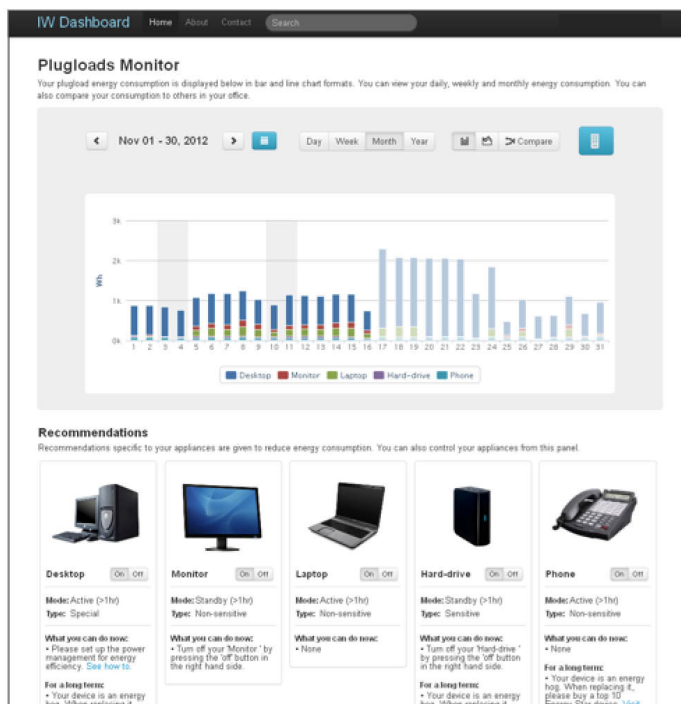 IW Dashboard Home About Contact Search
Plugloads Monitor
Your plugload energy consumption is displayed below in bar and line chart formats. You can view your daily, weekly and monthly energy consumption. You can
also compare your consumption to others in your office.
Nov 01 - 30, 2012 Day Week Month Year Compare
3k
2k
1k
0k
Wh
1 2 3 4 5 6 7 8 9 10 11 12 13 14 15 16 17 18 19 20 21 22 23 24 25 26 27 28 29 30 31
Desktop Monitor Laptop Hard-drive Phone
Recommendations
Recommendations specific to your appliances are given to reduce energy consumption. You can also control your appliances from this panel.
Desktop On Off
Mode: Active (>1hr)
Type: Special
What you can do now:
• Please set up the power
management for energy
efficiency. See how to.
For a long term:
• Your device is an energy
hog. When replacing it,
Monitor On Off
Mode: Standby (>1hr)
Type: Non-sensitive
What you can do now:
• Turn off your 'Monitor ' by
pressing the 'off' button in
the right hand side.
Laptop On Off
Mode: Active (>1hr)
Type: Non-sensitive
What you can do now:
• None
Hard-drive On Off
Mode: Standby (>1hr)
Type: Sensitive
What you can do now:
• Turn off your 'Hard-drive '
by pressing the 'off' button
in the right hand side.
For a long term:
• Your device is an energy
hog. When replacing it,
Phone On Off
Mode: Active (>1hr)
Type: Non-sensitive
What you can do now:
• None
For a long term:
• Your device is an energy
hog. When replacing it,
please buy a top 10
Energy Star device. Visit